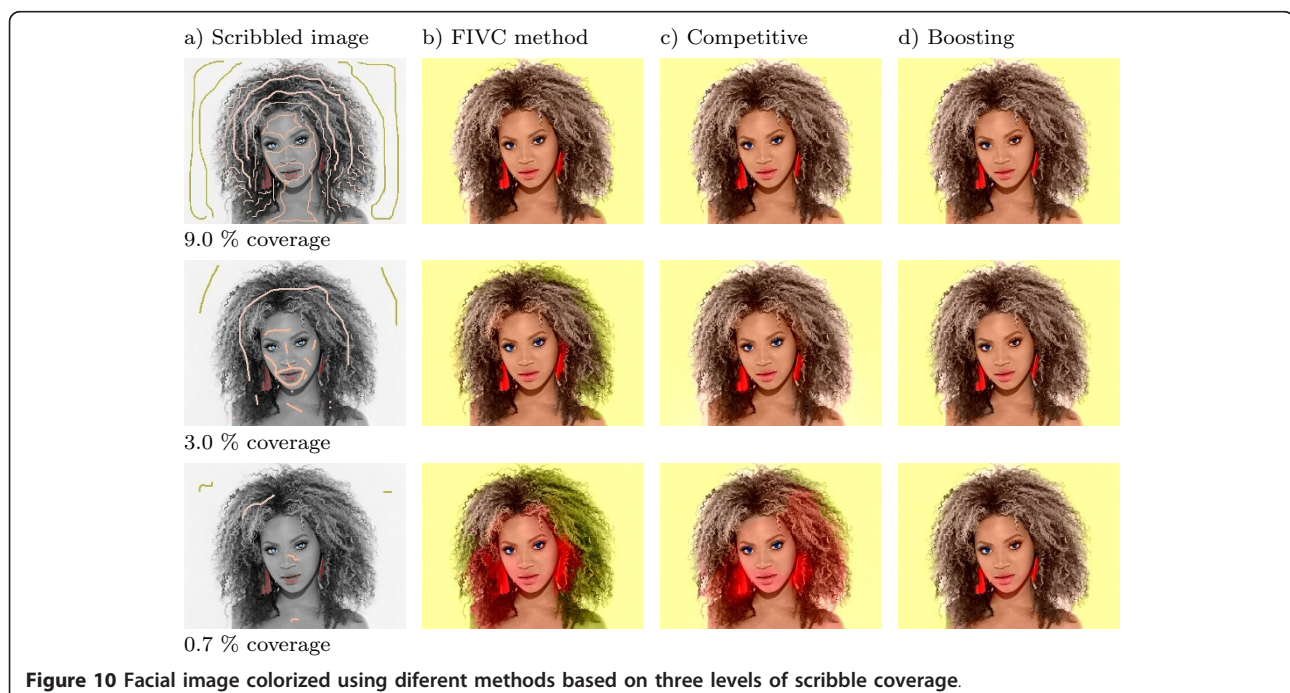 a) Scribbled image b) FIVC method c) Competitive d) Boosting
9.0 % coverage
3.0 % coverage
0.7 % coverage
Figure 10 Facial image colorized using diferent methods based on three levels of scribble coverage.